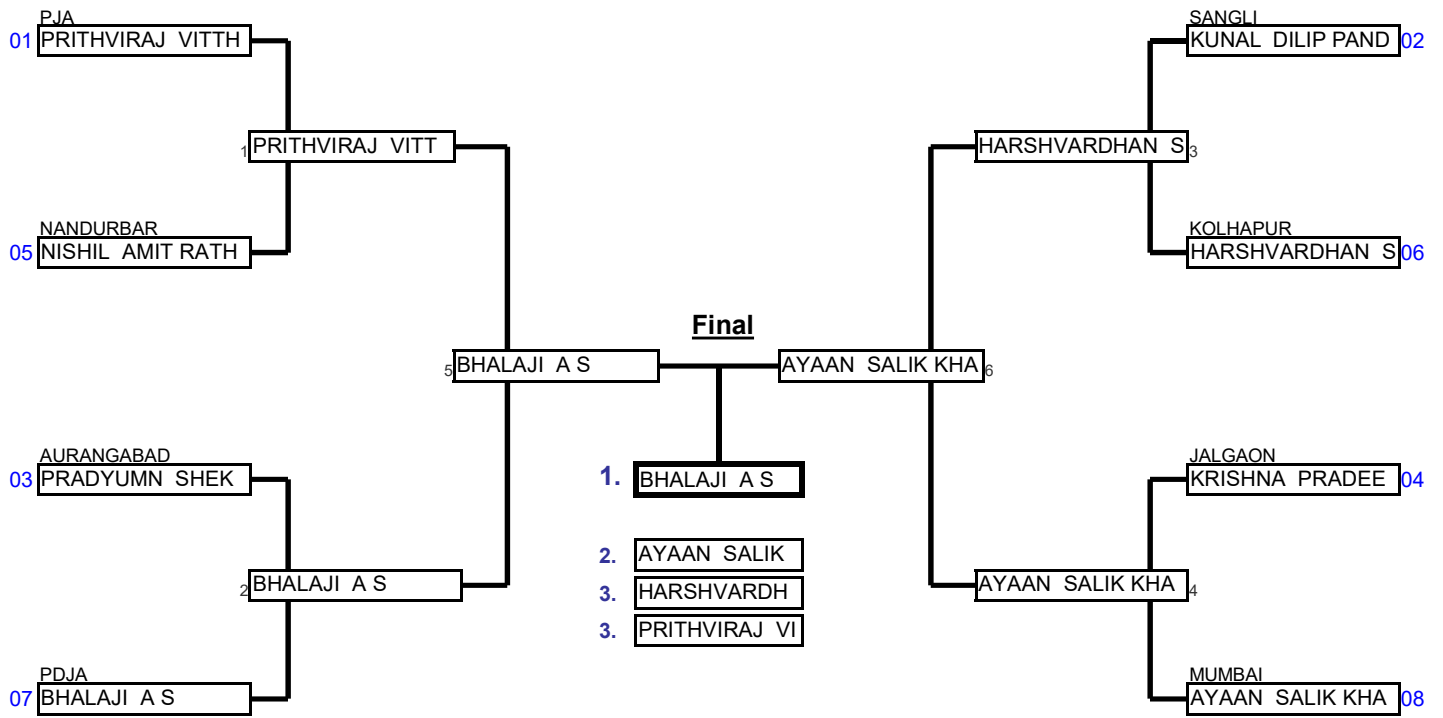 PJA
01 PRITHVIRAJ VITTH
SANGLI
KUNAL DILIP PAND 02
1 PRITHVIRAJ VITT
HARSHVARDHAN S 3
NANDURBAR
05 NISHIL AMIT RATH
KOLHAPUR
HARSHVARDHAN S 06
Final
5 BHALAJI A S
AYAAN SALIK KHA 6
AURANGABAD
03 PRADYUMN SHEK
1. BHALAJI A S
JALGAON
KRISHNA PRADEE 04
2. AYAAN SALIK
2 BHALAJI A S
3. HARSHVARDH
AYAAN SALIK KHA 4
3. PRITHVIRAJ VI
PDJA
07 BHALAJI A S
MUMBAI
AYAAN SALIK KHA 08